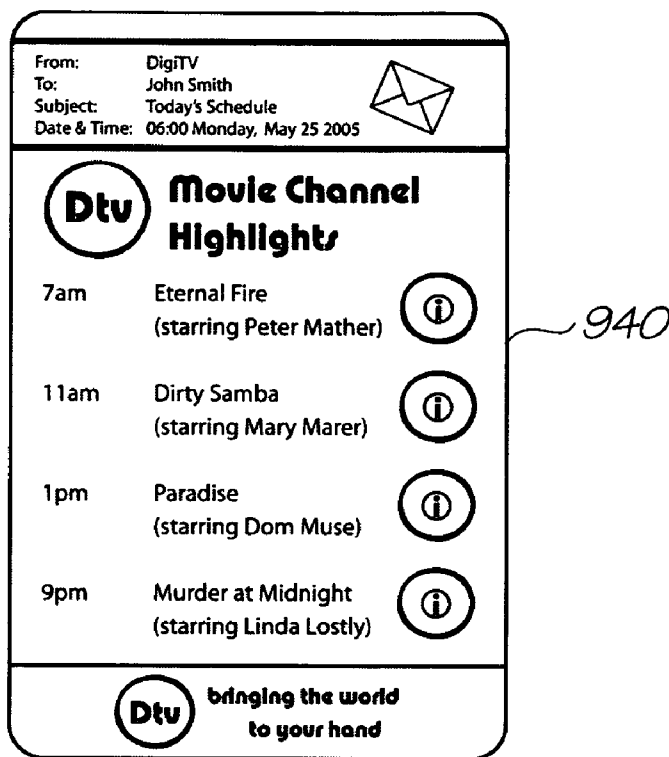 From: DigiTV
To: John Smith
Subject: Today's Schedule
Date & Time: 06:00 Monday, May 25 2005
Dtv
Movie Channel
Highlights
7am Eternal Fire
(starring Peter Mather)
i
940
11am Dirty Samba
(starring Mary Marer)
i
1pm Paradise
(starring Dom Muse)
i
9pm Murder at Midnight
(starring Linda Lostly)
i
Dtv
bringing the world
to your hand